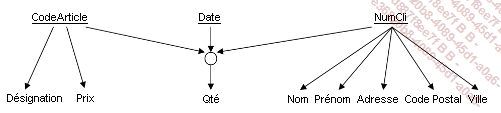 CodeArticle Date NumCli
Désignation Prix Qté Nom Prénom Adresse Code Postal Ville